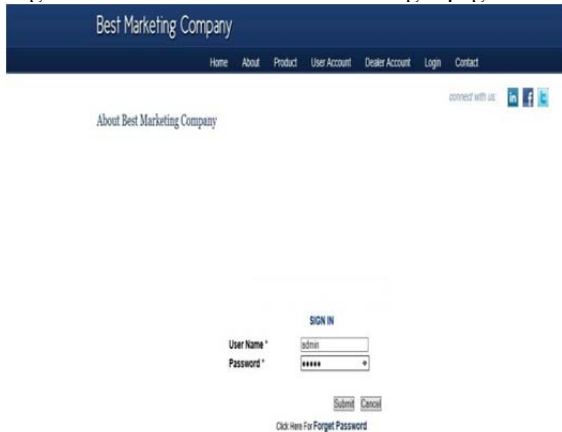 Best Marketing Company
Home About Product User Account Dealer Account Login Contact
connect with us:
About Best Marketing Company
SIGN IN
User Name * admin
Password * •••••
Submit Cancel
Click Here For Forget Password